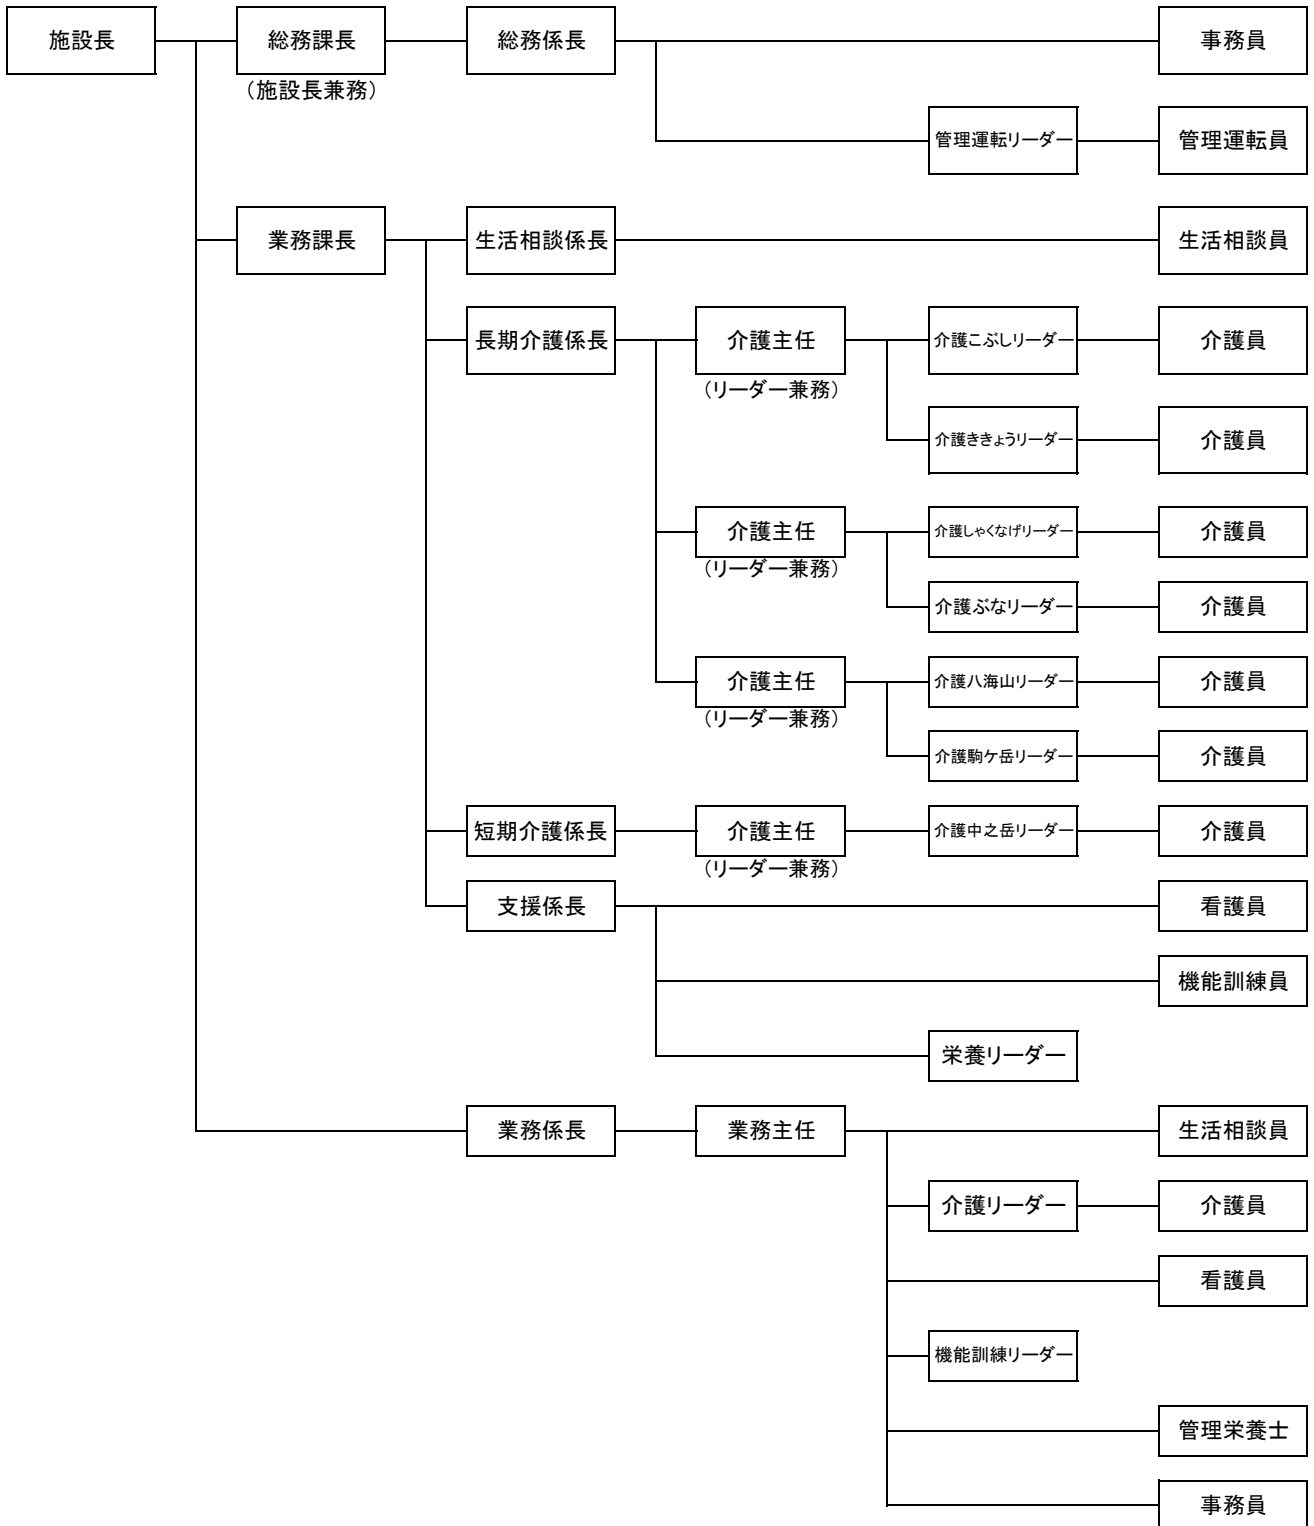 施設長
総務課長
総務係長
事務員
(施設長兼務)
管理運転リーダー
管理運転員
業務課長
生活相談係長
生活相談員
長期介護係長
介護主任
介護こぶしリーダー
介護員
(リーダー兼務)
介護ききょうリーダー
介護員
介護主任
介護しゃくなげリーダー
介護員
(リーダー兼務)
介護ぶなリーダー
介護員
介護主任
介護八海山リーダー
介護員
(リーダー兼務)
介護駒ケ岳リーダー
介護員
短期介護係長
介護主任
介護中之岳リーダー
介護員
(リーダー兼務)
支援係長
看護員
機能訓練員
栄養リーダー
業務係長
業務主任
生活相談員
介護リーダー
介護員
看護員
機能訓練リーダー
管理栄養士
事務員